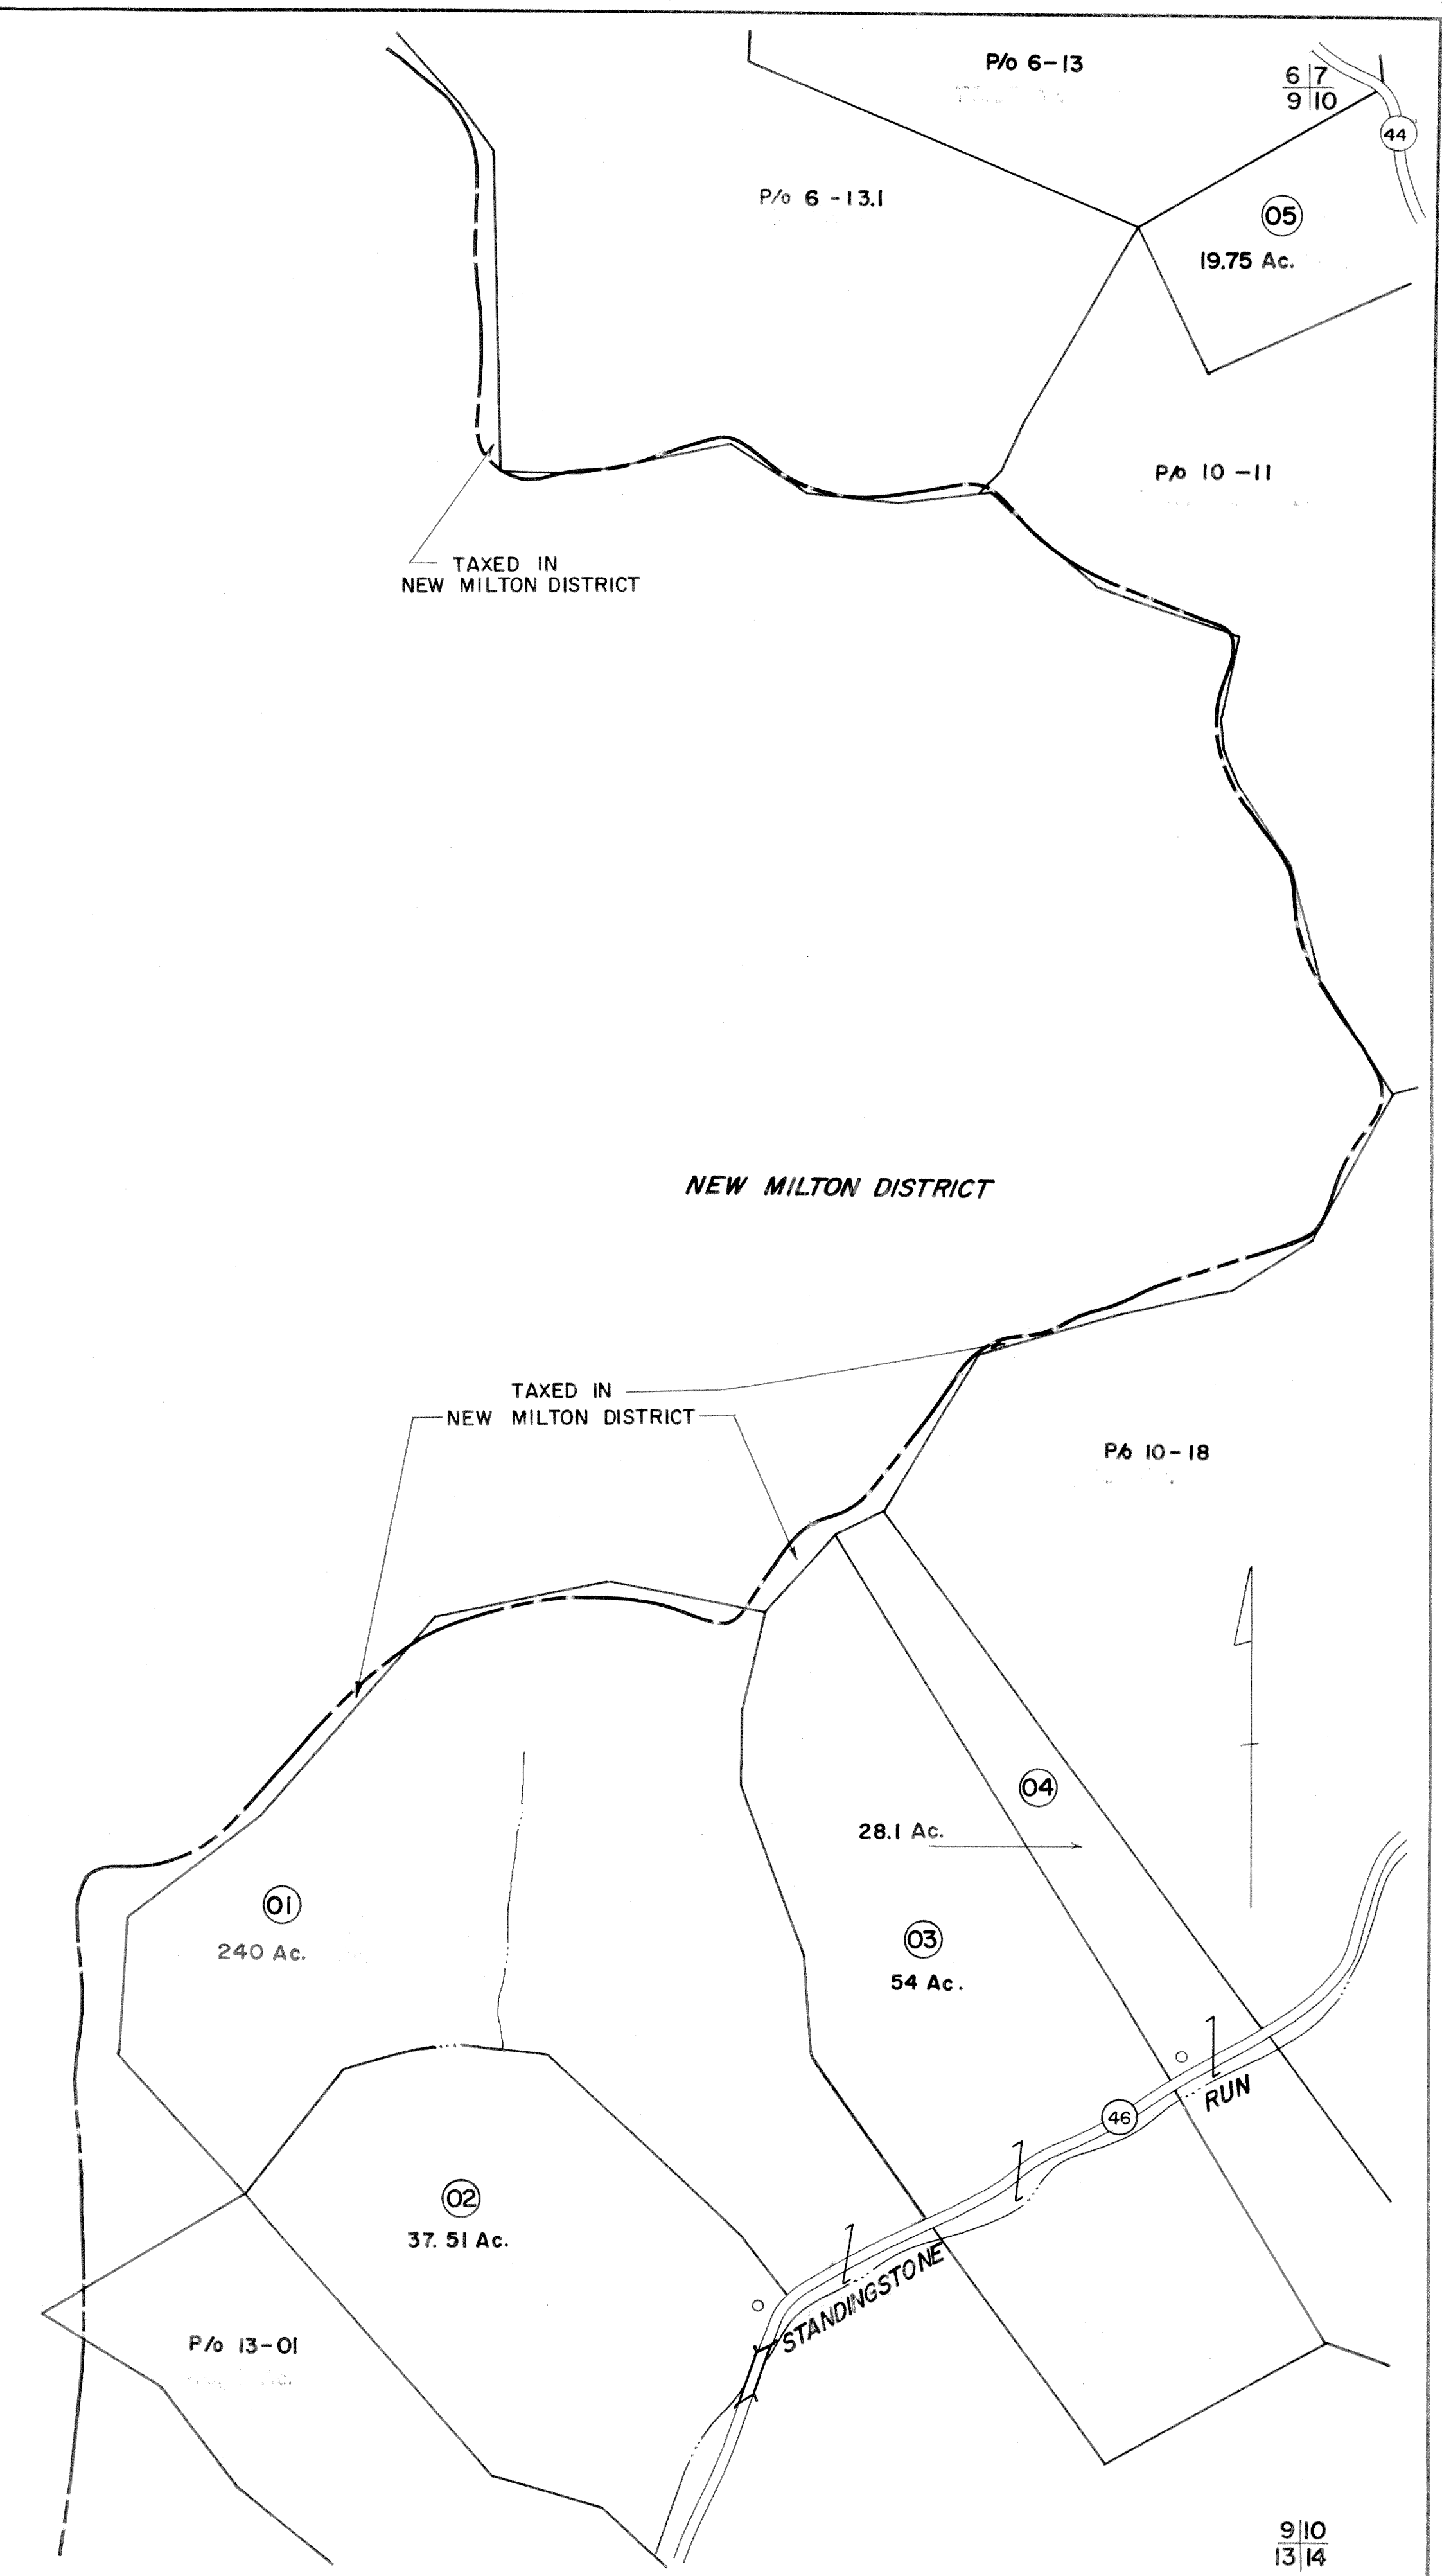 P/o 6-13
6 7
9 10
44
P/o 6-13.1
05
19.75 Ac.
P/o 10-11
TAXED IN
NEW MILTON DISTRICT
NEW MILTON DISTRICT
TAXED IN
NEW MILTON DISTRICT
P/o 10-18
04
28.1 Ac.
01
240 Ac.
03
54 Ac.
RUN
46
02
37.51 Ac.
STANDINGSTONE
P/o 13-01
9 10
13 14